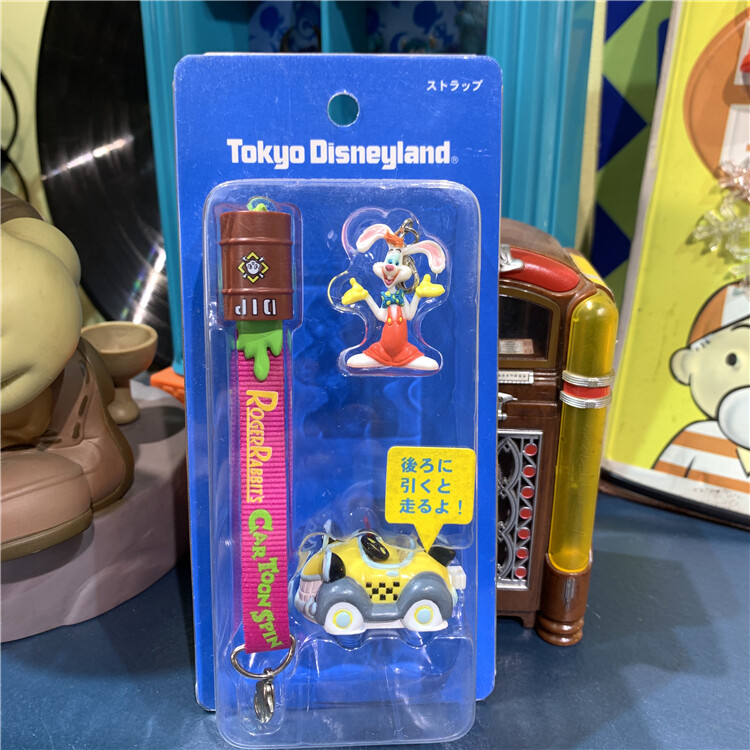 ストラップ
Tokyo Disneyland®
DIP
ROGER RABBIT'S
CAR TOON SPIN
後ろに
引くと
走るよ！